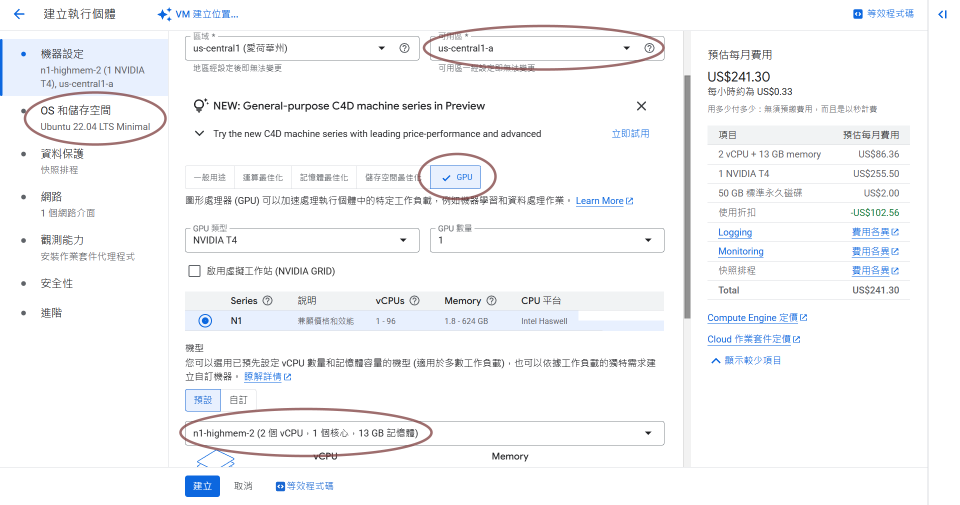 建立執行個體
VM 建立位置...
等效程式碼
機器設定
n1-highmem-2 (1 NVIDIA
T4), us-central1-a
OS 和儲存空間
Ubuntu 22.04 LTS Minimal
資料保護
快照排程
網路
1 個網路介面
觀測能力
安裝作業套件代理程式
安全性
進階
區域 *
us-central1 (愛荷華州)
地區經設定後即無法變更
可用區 *
us-central1-a
可用區一經設定即無法變更
NEW: General-purpose C4D machine series in Preview
Try the new C4D machine series with leading price-performance and advanced
立即試用
一般用途
運算最佳化
記憶體最佳化
儲存空間最佳化
GPU
圖形處理器 (GPU) 可以加速處理執行個體中的特定工作負載，例如機器學習和資料處理作業。 Learn More
GPU 類型
NVIDIA T4
GPU 數量
1
啟用虛擬工作站 (NVIDIA GRID)
Series 說明 vCPUs Memory CPU 平台
N1 兼顧價格和效能 1 - 96 1.8 - 624 GB Intel Haswell
機型
您可以選用已預先設定 vCPU 數量和記憶體容量的機型 (適用於多數工作負載)，也可以依據工作負載的獨特需求建
立自訂機器。 瞭解詳情
預設
自訂
n1-highmem-2 (2 個 vCPU，1 個核心，13 GB 記憶體)
vCPU Memory
建立
取消
等效程式碼
預估每月費用
US$241.30
每小時約為 US$0.33
用多少付多少：無須預繳費用，而且是以秒計費
項目 預估每月費用
2 vCPU + 13 GB memory US$86.36
1 NVIDIA T4 US$255.50
50 GB 標準永久磁碟 US$2.00
使用折扣 -US$102.56
Logging 費用各異
Monitoring 費用各異
快照排程 費用各異
Total US$241.30
Compute Engine 定價
Cloud 作業套件定價
顯示較少項目